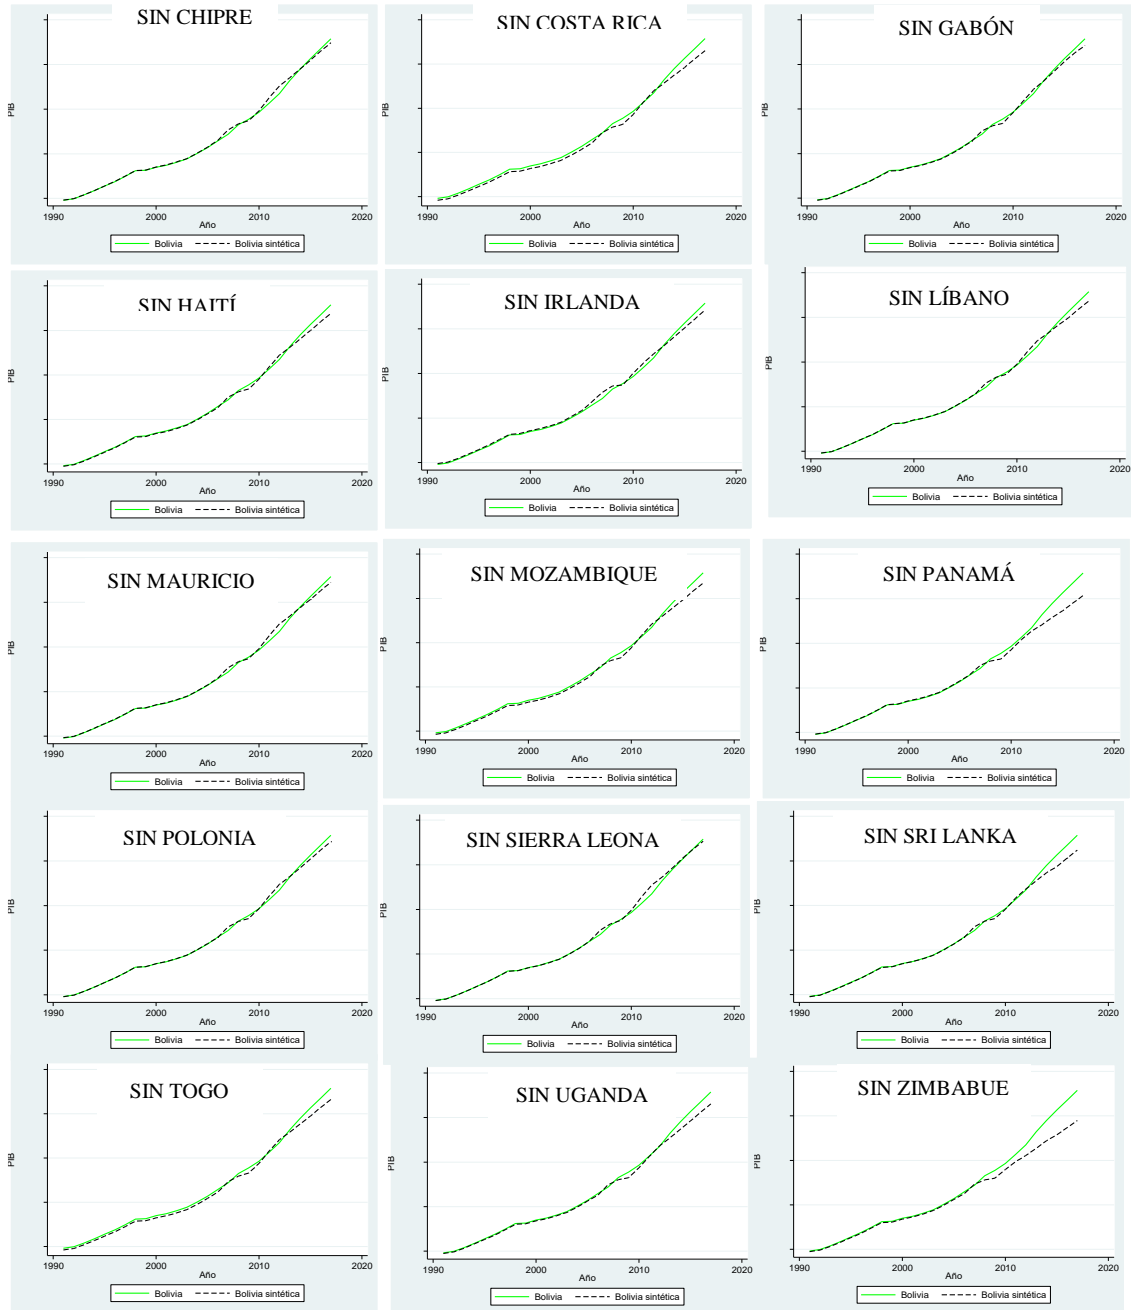 SIN CHIPRE
PIB
1990 2000 2010 2020
Año
Bolivia Bolivia sintética
SIN COSTA RICA
PIB
1990 2000 2010 2020
Año
Bolivia Bolivia sintética
SIN GABÓN
PIB
1990 2000 2010 2020
Año
Bolivia Bolivia sintética
SIN HAITÍ
PIB
1990 2000 2010 2020
Año
Bolivia Bolivia sintética
SIN IRLANDA
PIB
1990 2000 2010 2020
Año
Bolivia Bolivia sintética
SIN LÍBANO
PIB
1990 2000 2010 2020
Año
Bolivia Bolivia sintética
SIN MAURICIO
PIB
1990 2000 2010 2020
Año
Bolivia Bolivia sintética
SIN MOZAMBIQUE
PIB
1990 2000 2010 2020
Año
Bolivia Bolivia sintética
SIN PANAMÁ
PIB
1990 2000 2010 2020
Año
Bolivia Bolivia sintética
SIN POLONIA
PIB
1990 2000 2010 2020
Año
Bolivia Bolivia sintética
SIN SIERRA LEONA
PIB
1990 2000 2010 2020
Año
Bolivia Bolivia sintética
SIN SRI LANKA
PIB
1990 2000 2010 2020
Año
Bolivia Bolivia sintética
SIN TOGO
PIB
1990 2000 2010 2020
Año
Bolivia Bolivia sintética
SIN UGANDA
PIB
1990 2000 2010 2020
Año
Bolivia Bolivia sintética
SIN ZIMBABUE
PIB
1990 2000 2010 2020
Año
Bolivia Bolivia sintética